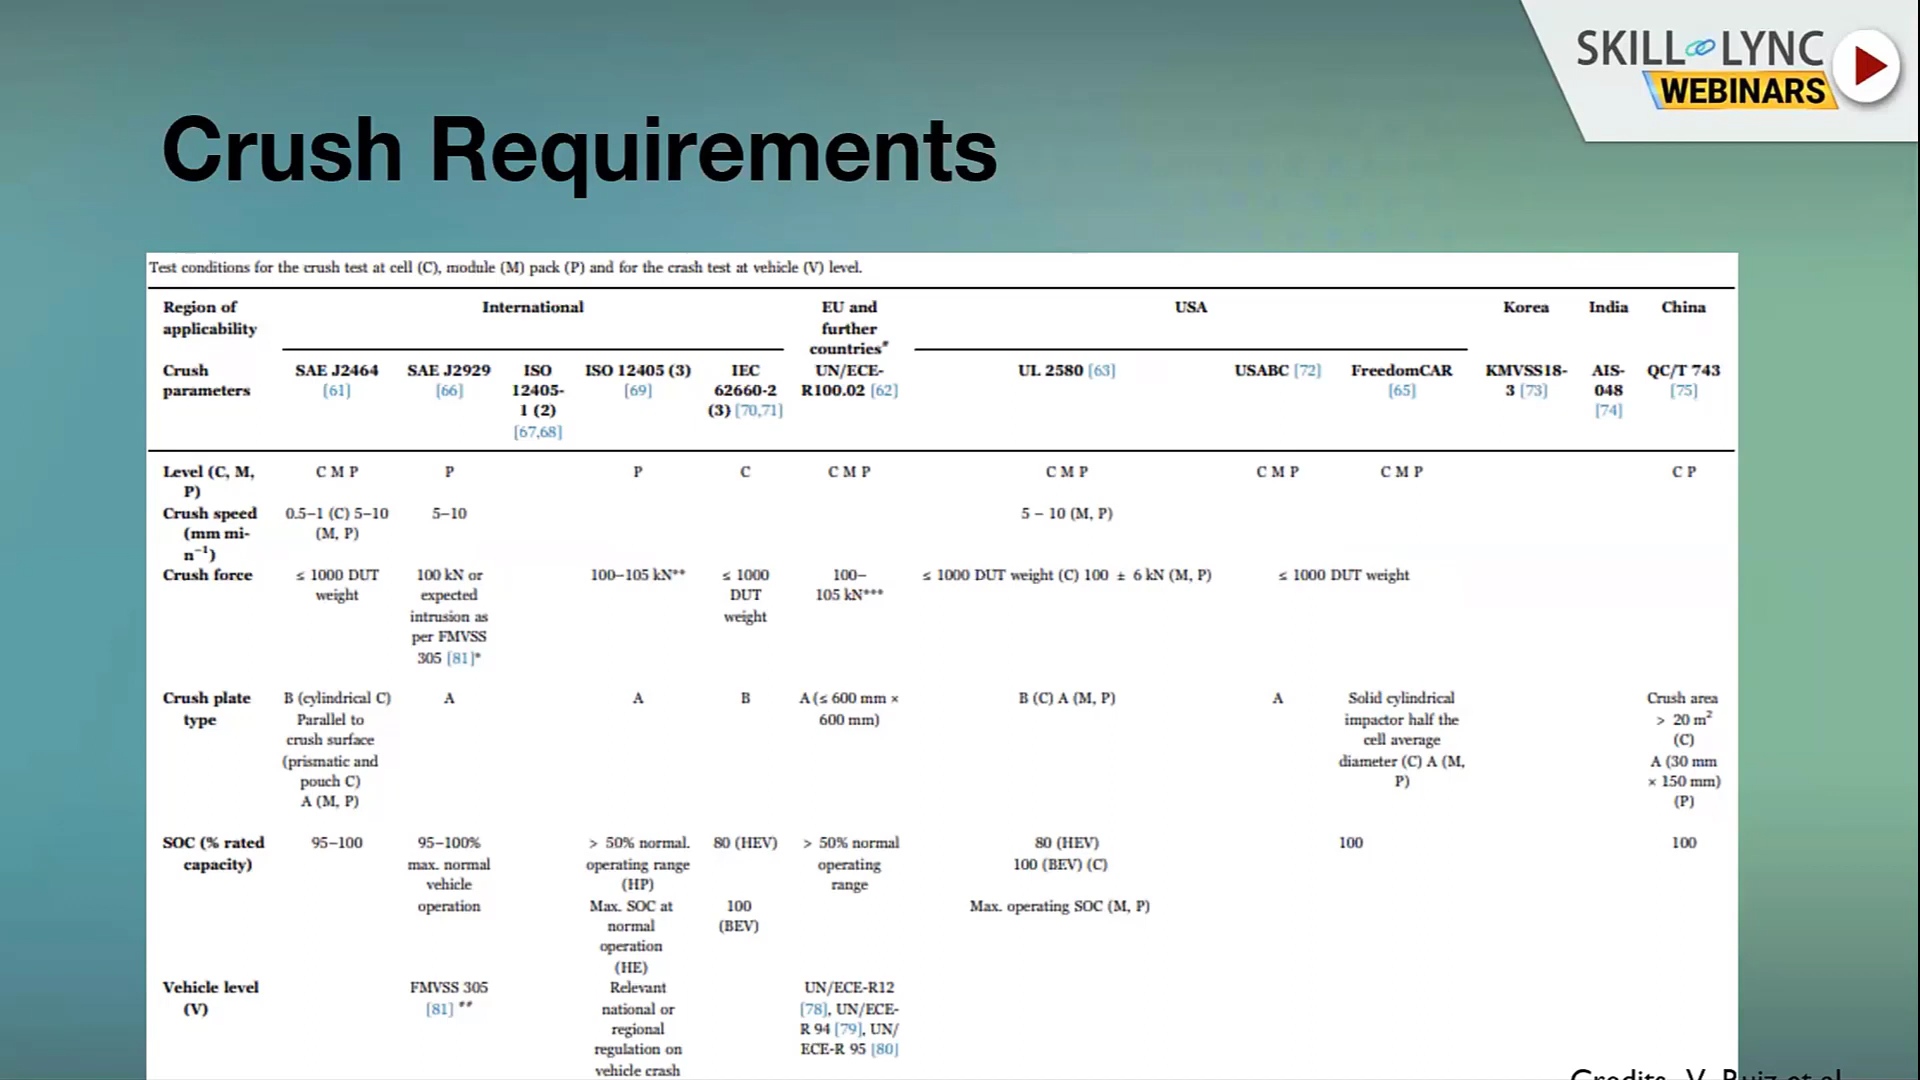 SKILL LYNC
WEBINARS
Crush Requirements
Test conditions for the crush test at cell (C), module (M) pack (P) and for the crash test at vehicle (V) level.
Region of applicability International EU and further countries# USA Korea India China
Crush parameters SAE J2464 [61] SAE J2929 [66] ISO 12405-1 (2) [67,68] ISO 12405 (3) [69] IEC 62660-2 (3) [70,71] UN/ECE-R100.02 [62] UL 2580 [63] USABC [72] FreedomCAR [65] KMVSS18-3 [73] AIS-048 [74] QC/T 743 [75]
Level (C, M, P) C M P P P C C M P C M P C M P C M P C P
Crush speed (mm min⁻¹) 0.5–1 (C) 5–10 (M, P) 5–10 5 – 10 (M, P)
Crush force ≤ 1000 DUT weight 100 kN or expected intrusion as per FMVSS 305 [81]* 100–105 kN** ≤ 1000 DUT weight 100–105 kN*** ≤ 1000 DUT weight (C) 100 ± 6 kN (M, P) ≤ 1000 DUT weight
Crush plate type B (cylindrical C) Parallel to crush surface (prismatic and pouch C) A (M, P) A A B A (≤ 600 mm × 600 mm) B (C) A (M, P) A Solid cylindrical impactor half the cell average diameter (C) A (M, P) Crush area > 20 m² (C) A (30 mm × 150 mm) (P)
SOC (% rated capacity) 95–100 95–100% max. normal vehicle operation > 50% normal. operating range (HP) Max. SOC at normal operation (HE) 80 (HEV) 100 (BEV) > 50% normal operating range 80 (HEV) 100 (BEV) (C) Max. operating SOC (M, P) 100 100
Vehicle level (V) FMVSS 305 [81] ## Relevant national or regional regulation on vehicle crash UN/ECE-R12 [78], UN/ECE-R 94 [79], UN/ECE-R 95 [80]
Credits- V. Ruiz et al